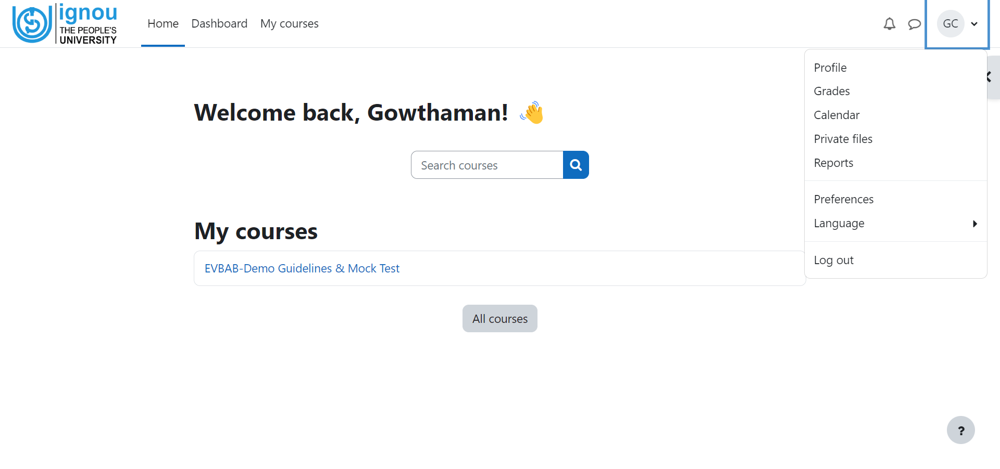 ignou
THE PEOPLE'S
UNIVERSITY
Home Dashboard My courses
GC
Profile
Grades
Calendar
Private files
Reports
Preferences
Language
Log out
Welcome back, Gowthaman! 👋
Search courses
My courses
EVBAB-Demo Guidelines & Mock Test
All courses
?